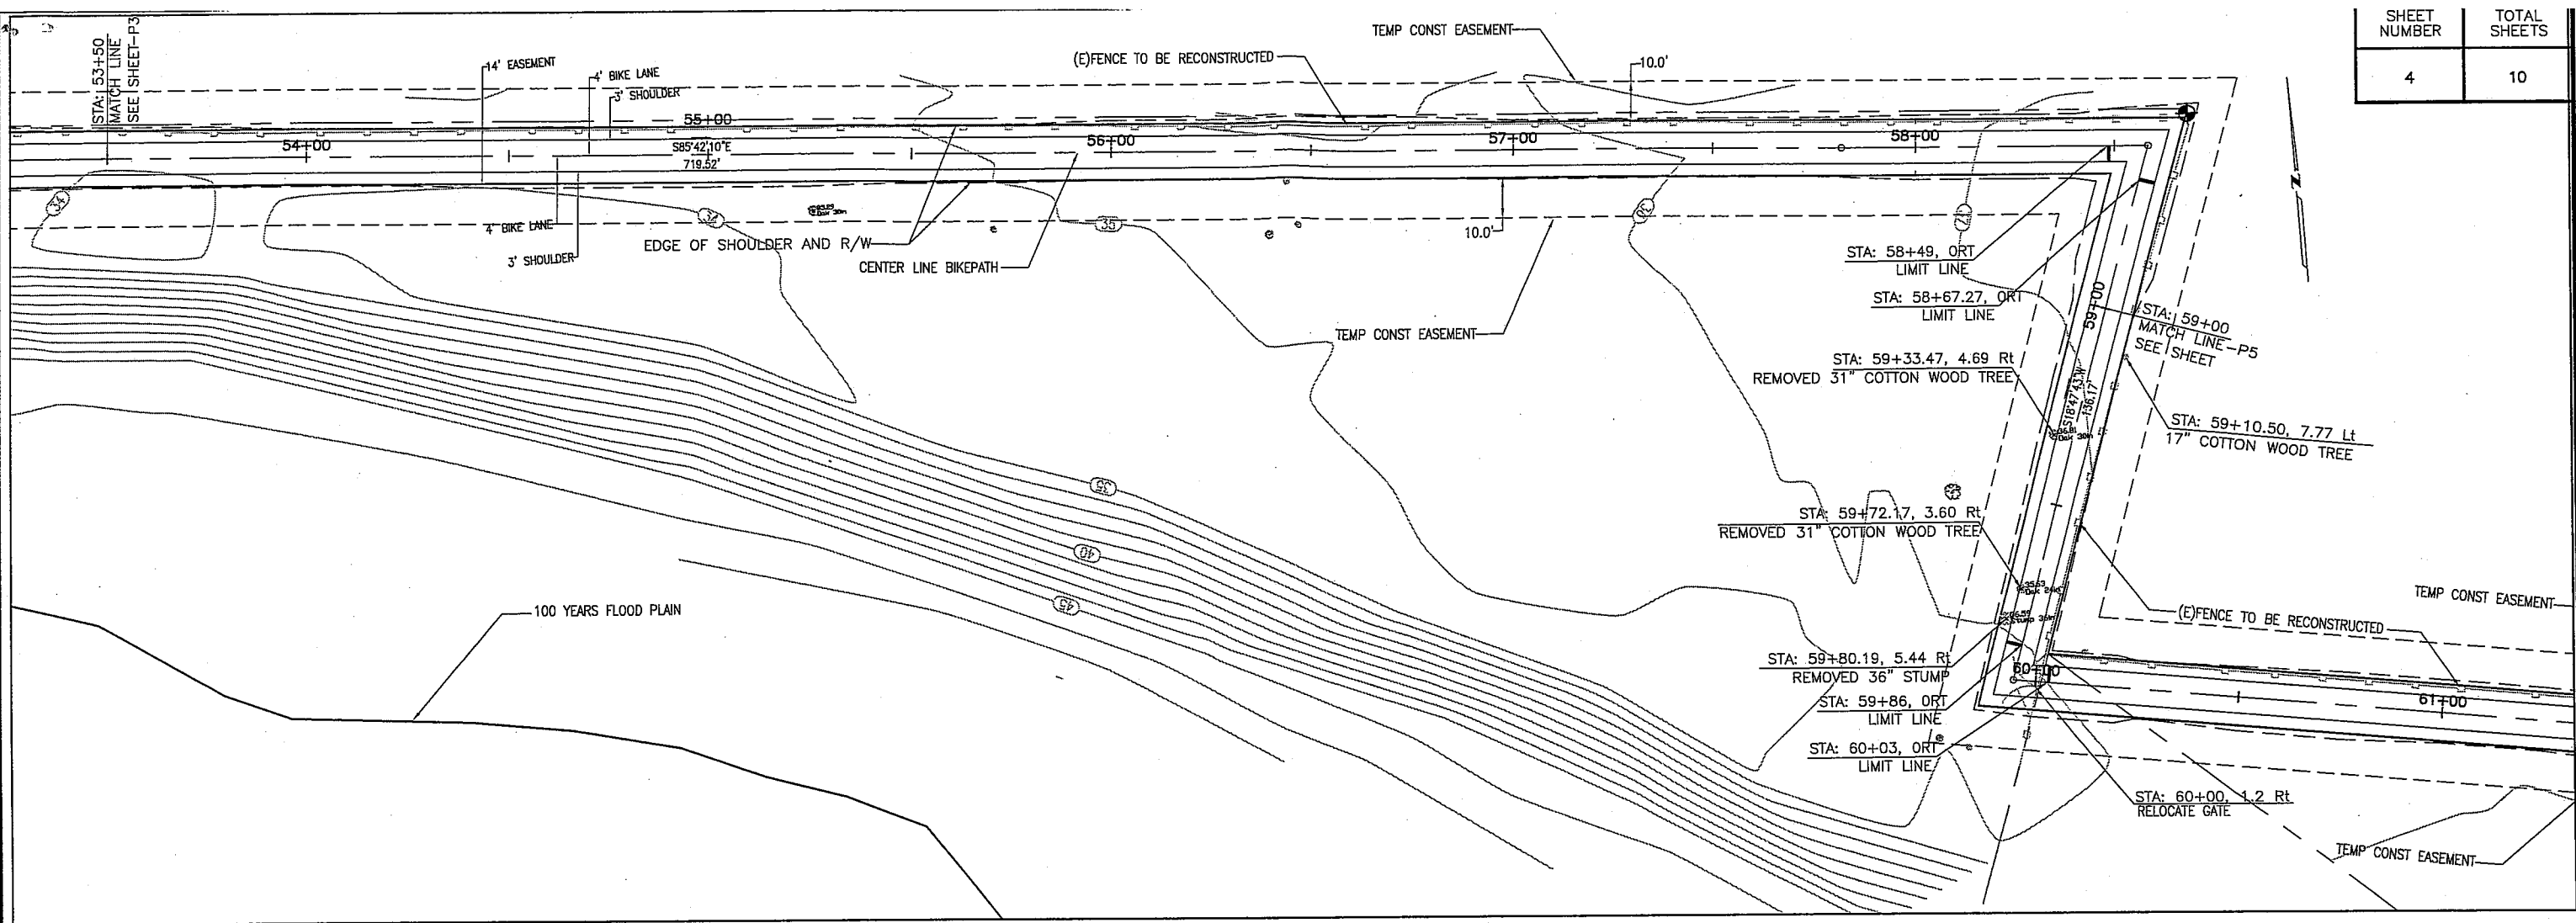 SHEET NUMBER
TOTAL SHEETS
4
10
STA: 53+50
MATCH LINE
SEE SHEET-P3
14' EASEMENT
4' BIKE LANE
3' SHOULDER
(E)FENCE TO BE RECONSTRUCTED
TEMP CONST EASEMENT
10.0'
54+00
55+00
S85°42'10"E
719.52'
56+00
57+00
58+00
34
35
4' BIKE LANE
3' SHOULDER
EDGE OF SHOULDER AND R/W
CENTER LINE BIKEPATH
10.0'
TEMP CONST EASEMENT
STA: 58+49, 0RT
LIMIT LINE
STA: 58+67.27, 0RT
LIMIT LINE
59+00
STA: 59+00
MATCH LINE-P5
SEE SHEET
S18°47'43"W
136.17'
STA: 59+33.47, 4.69 Rt
REMOVED 31" COTTON WOOD TREE
STA: 59+10.50, 7.77 Lt
17" COTTON WOOD TREE
STA: 59+72.17, 3.60 Rt
REMOVED 31" COTTON WOOD TREE
35
40
45
100 YEARS FLOOD PLAIN
TEMP CONST EASEMENT
(E)FENCE TO BE RECONSTRUCTED
STA: 59+80.19, 5.44 Rt
REMOVED 36" STUMP
60+00
STA: 59+86, 0RT
LIMIT LINE
61+00
STA: 60+03, 0RT
LIMIT LINE
STA: 60+00, 1.2 Rt
RELOCATE GATE
TEMP CONST EASEMENT
N